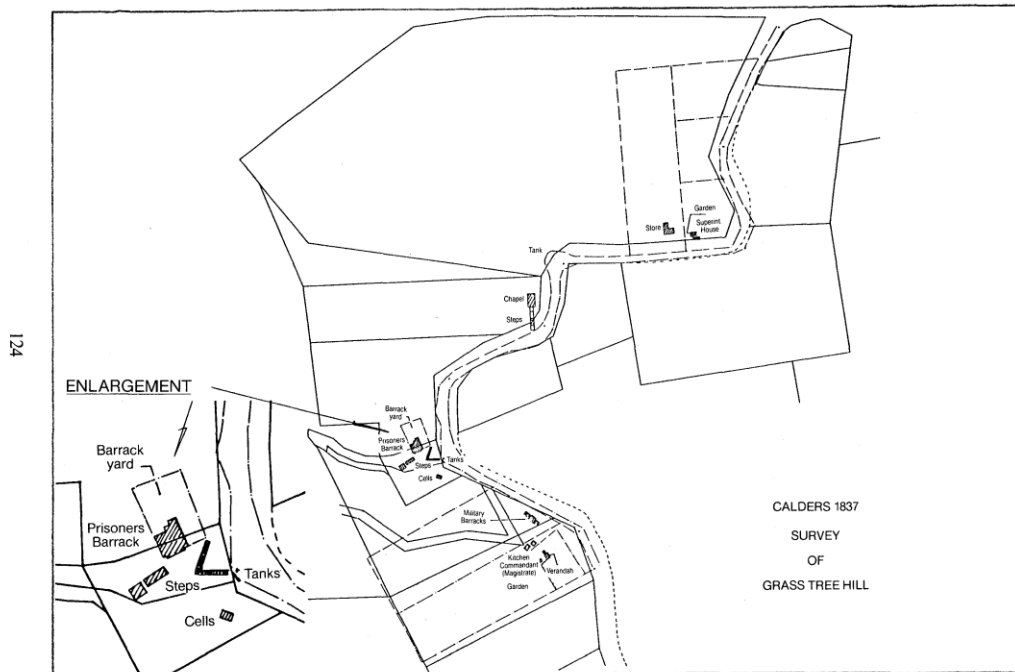 124
ENLARGEMENT
Barrack
yard
Prisoners
Barrack
Steps
Tanks
Cells
Garden
Superint.
House
Store
Tank
Chapel
Steps
Barrack
yard
Prisoners
Barrack
Steps
Tanks
Cells
Military
Barracks
Kitchen
Commandant
(Magistrate)
Verandah
Garden
CALDERS 1837
SURVEY
OF
GRASS TREE HILL